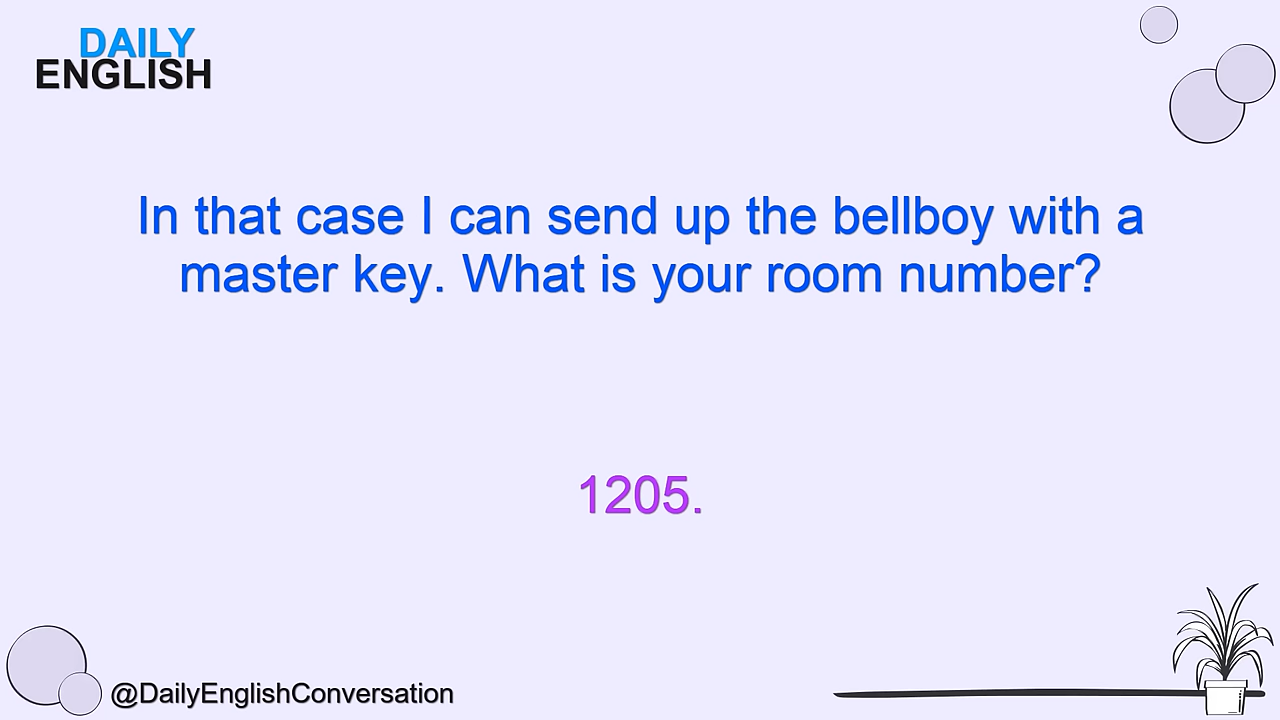 DAILY
ENGLISH
In that case I can send up the bellboy with a
master key. What is your room number?
1205.
@DailyEnglishConversation